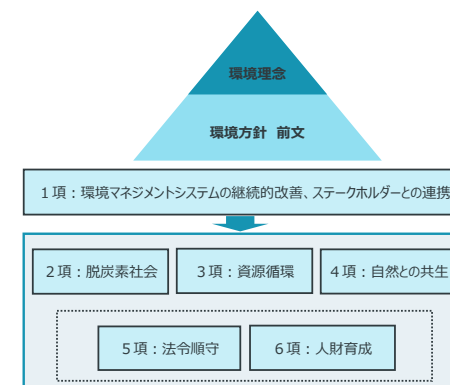 環境理念
環境方針 前文
1項：環境マネジメントシステムの継続的改善、ステークホルダーとの連携
2項：脱炭素社会
3項：資源循環
4項：自然との共生
5項：法令順守
6項：人財育成